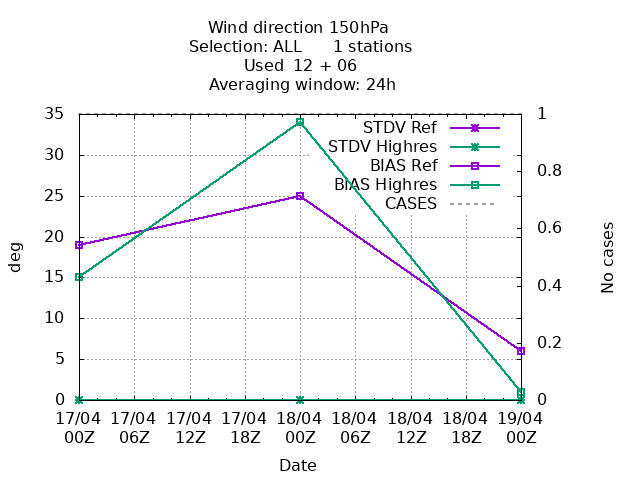 Wind direction 150hPa
Selection: ALL 1 stations
Used 12 + 06
Averaging window: 24h
STDV Ref
STDV Highres
BIAS Ref
BIAS Highres
CASES
deg
35
30
25
20
15
10
5
0
No cases
1
0.8
0.6
0.4
0.2
0
17/04 17/04 17/04 17/04 18/04 18/04 18/04 18/04 19/04
00Z 06Z 12Z 18Z 00Z 06Z 12Z 18Z 00Z
Date